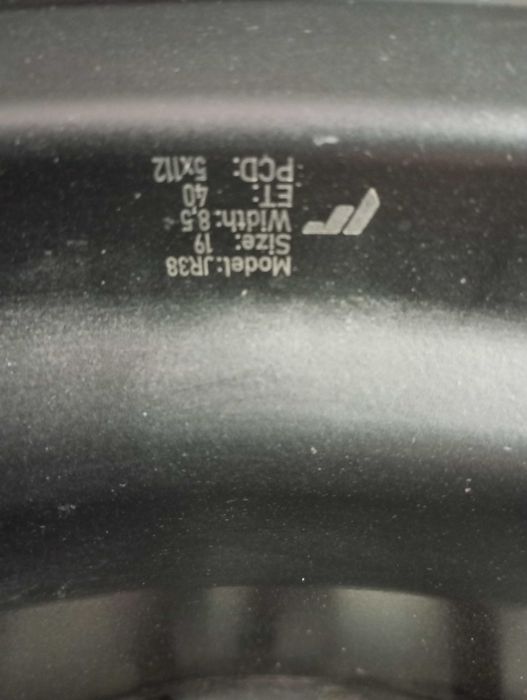 Model: JR38
Size: 19
Width: 8,5
ET: 40
PCD: 5x112